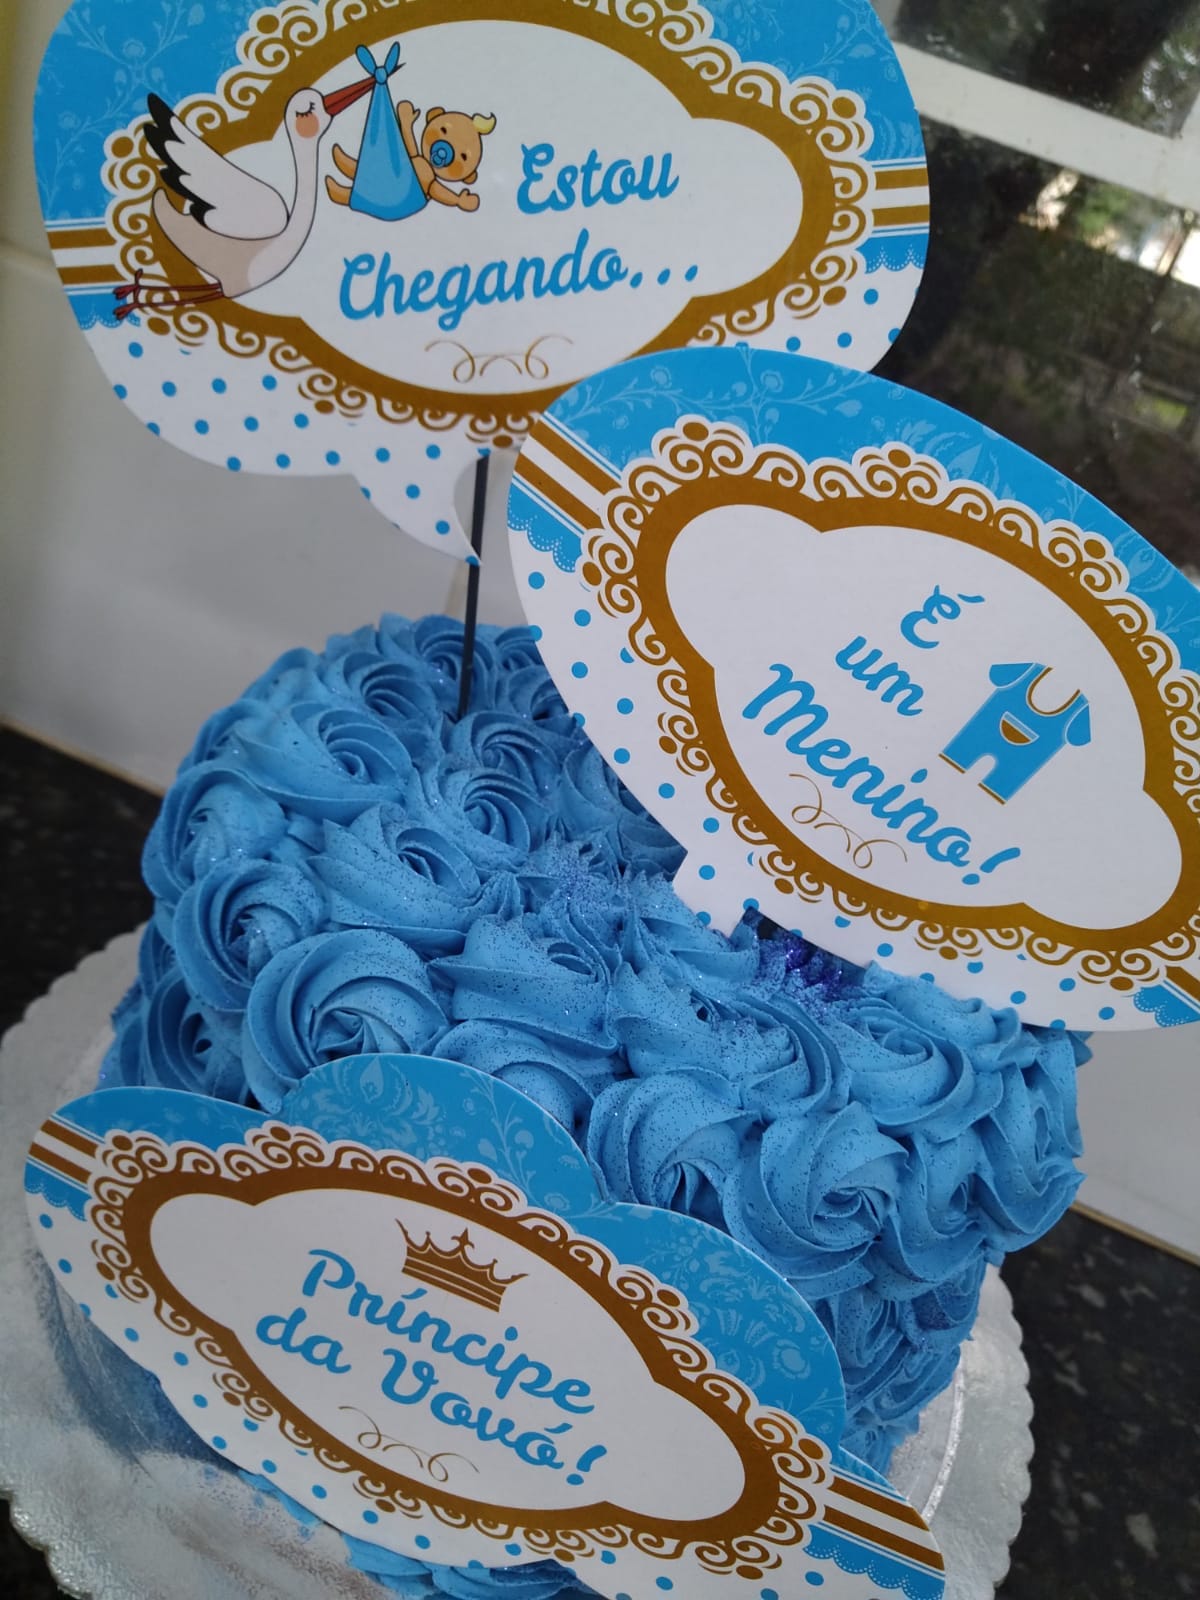 Estou
Chegando...
É
um
Menino!
Príncipe
da Vovó!